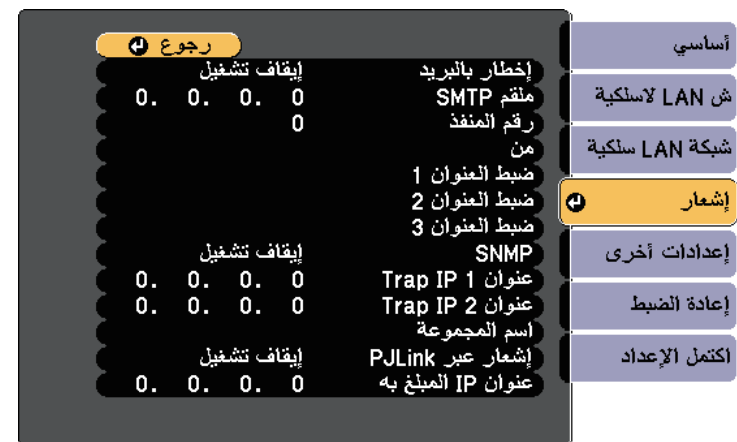 أساسي
ش LAN لاسلكية
شبكة LAN سلكية
إشعار
إعدادات أخرى
إعادة الضبط
اكتمل الإعداد
رجوع
إخطار بالبريد إيقاف تشغيل
ملقم SMTP 0. 0. 0. 0
رقم المنفذ 0
من
ضبط العنوان 1
ضبط العنوان 2
ضبط العنوان 3
SNMP إيقاف تشغيل
عنوان Trap IP 1 0. 0. 0. 0
عنوان Trap IP 2 0. 0. 0. 0
اسم المجموعة
إشعار عبر PJLink إيقاف تشغيل
عنوان IP المبلغ به 0. 0. 0. 0